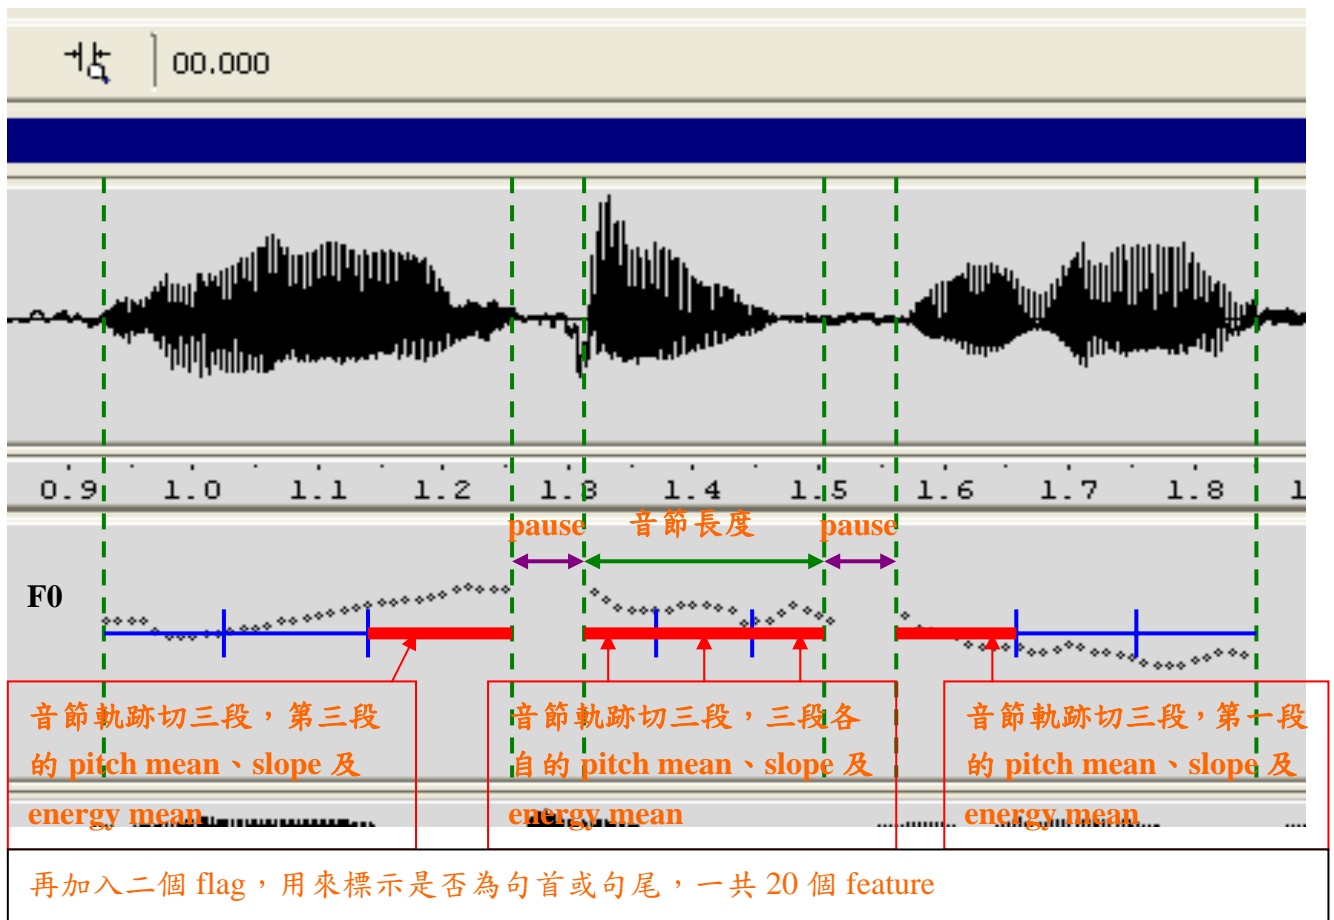 00.000
0.9 1.0 1.1 1.2 1.3 1.4 1.5 1.6 1.7 1.8 1
pause 音節長度 pause
F0
音節軌跡切三段，第三段
的 pitch mean、slope 及
energy mean
音節軌跡切三段，三段各
自的 pitch mean、slope 及
energy mean
音節軌跡切三段，第一段
的 pitch mean、slope 及
energy mean
再加入二個 flag，用來標示是否為句首或句尾，一共 20 個 feature